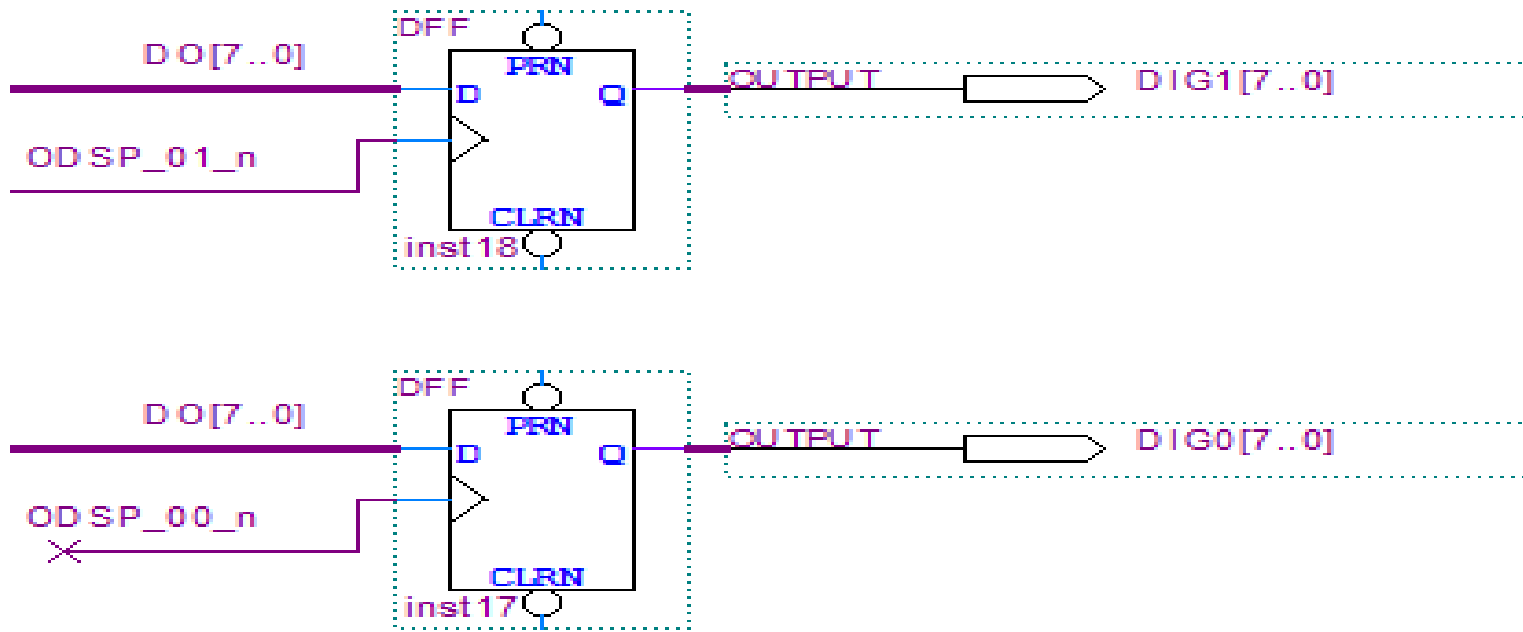 DFF
DO[7..0]
PRN
OUTPUT
DIG1[7..0]
D
Q
ODSP_01_n
CLRN
inst18
DFF
DO[7..0]
PRN
OUTPUT
DIG0[7..0]
D
Q
ODSP_00_n
CLRN
inst17